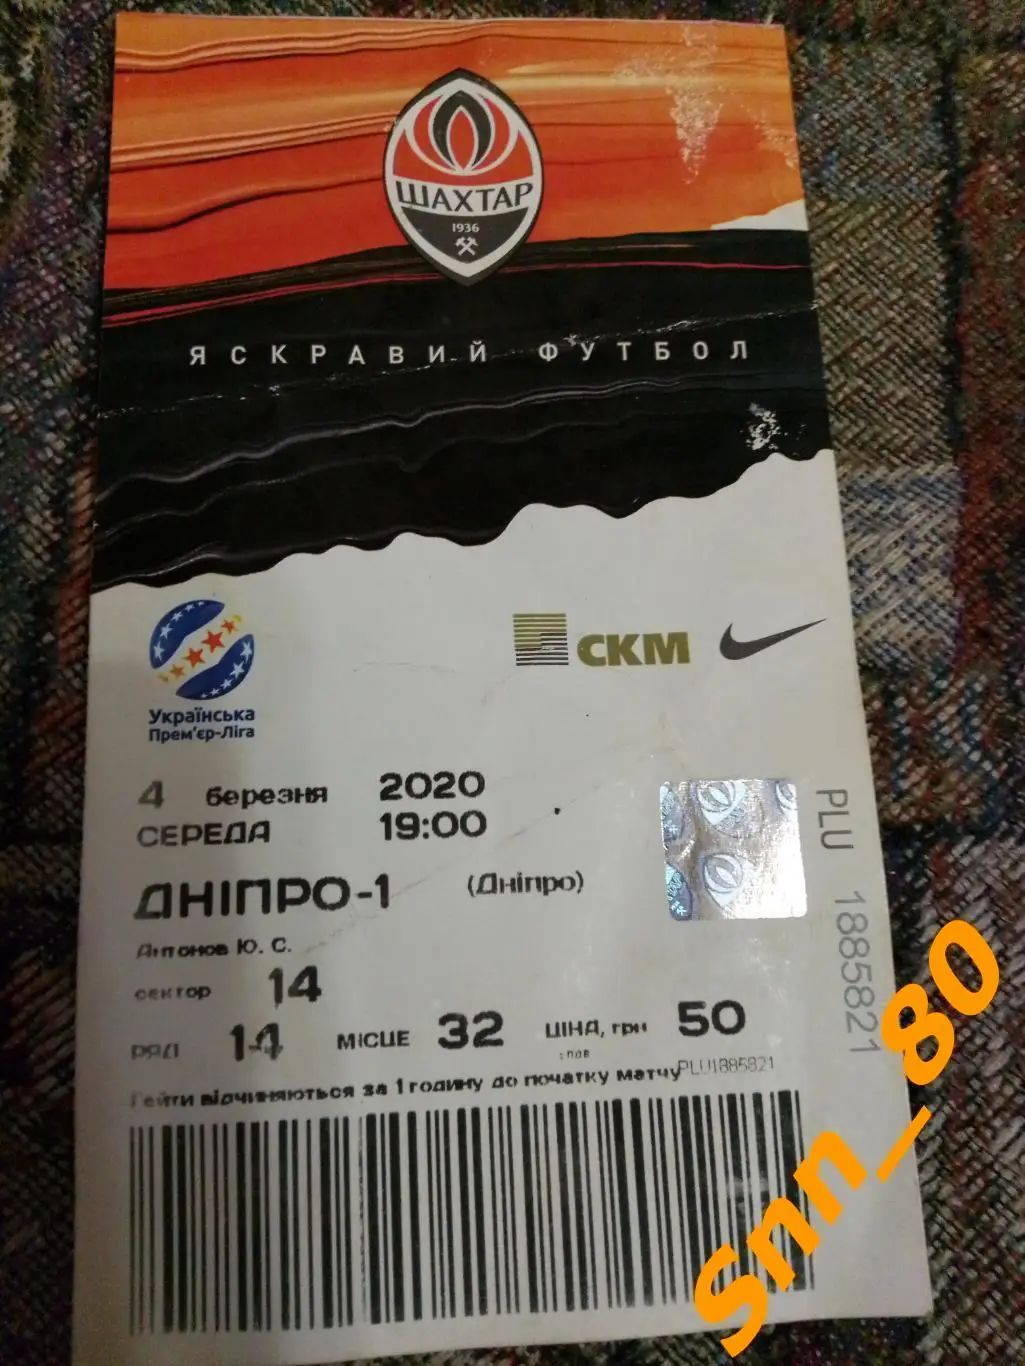 ШАХТАР
1936
ЯСКРАВИЙ ФУТБОЛ
Українська
Прем'єр-Ліга
СКМ
4 березня 2020
СЕРЕДА 19:00
ДНІПРО-1 (Дніпро)
Антонов Ю. С.
сектор 14
РЯД 14 МІСЦЕ 32 ЦІНА, грн 50
Гейти відчиняються за 1 годину до початку матчу
PLU1885821
PLU 1885821
Snn_80